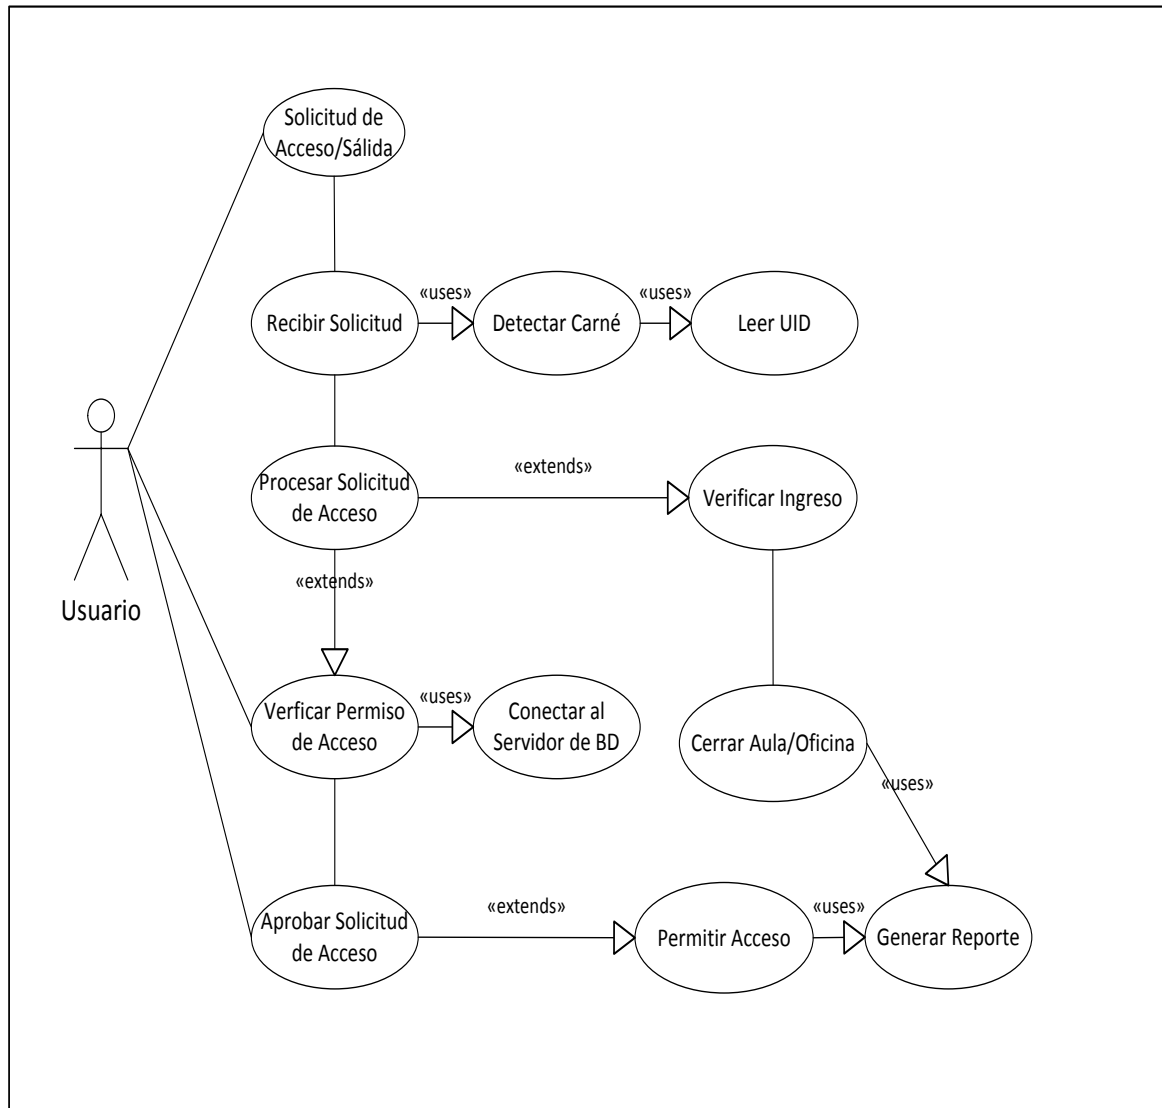 Solicitud de
Acceso/Sálida
«uses»
«uses»
Recibir Solicitud
Detectar Carné
Leer UID
«extends»
Procesar Solicitud
de Acceso
Verificar Ingreso
«extends»
Usuario
«uses»
Verficar Permiso
de Acceso
Conectar al
Servidor de BD
Cerrar Aula/Oficina
«uses»
«extends»
«uses»
Aprobar Solicitud
de Acceso
Permitir Acceso
Generar Reporte